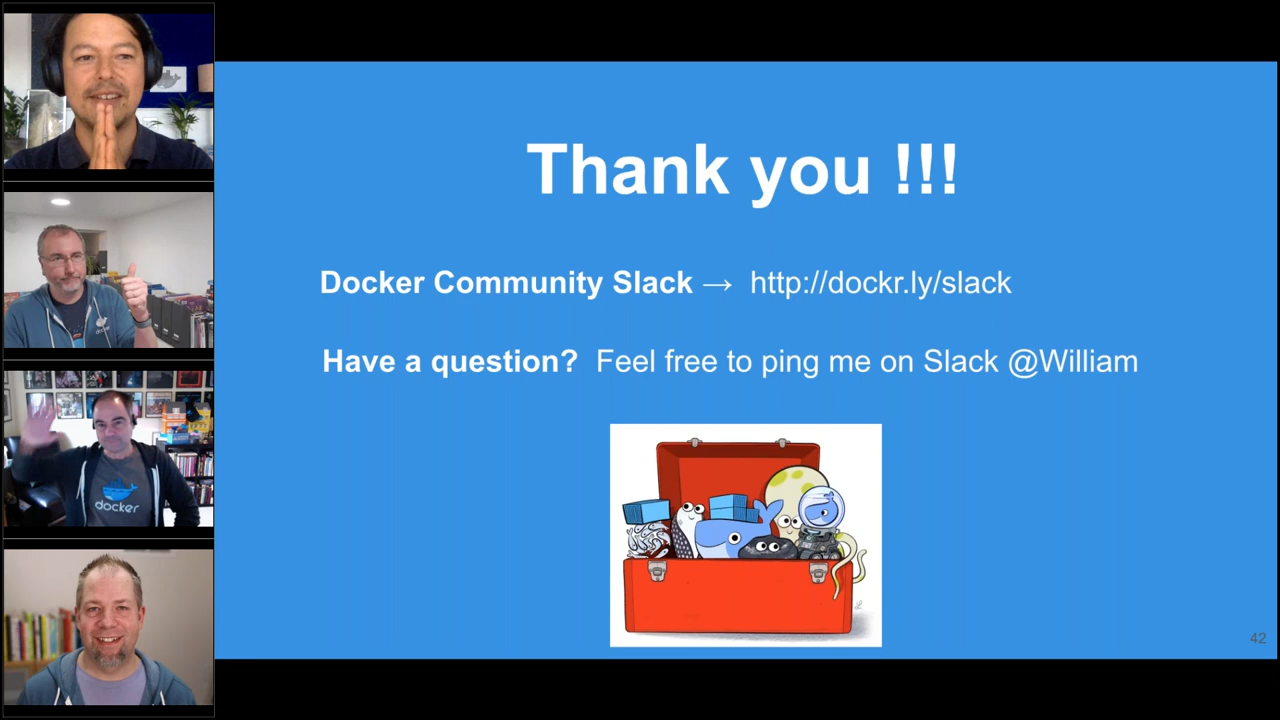 Thank you !!!
Docker Community Slack → http://dockr.ly/slack
Have a question? Feel free to ping me on Slack @William
42
docker
docker